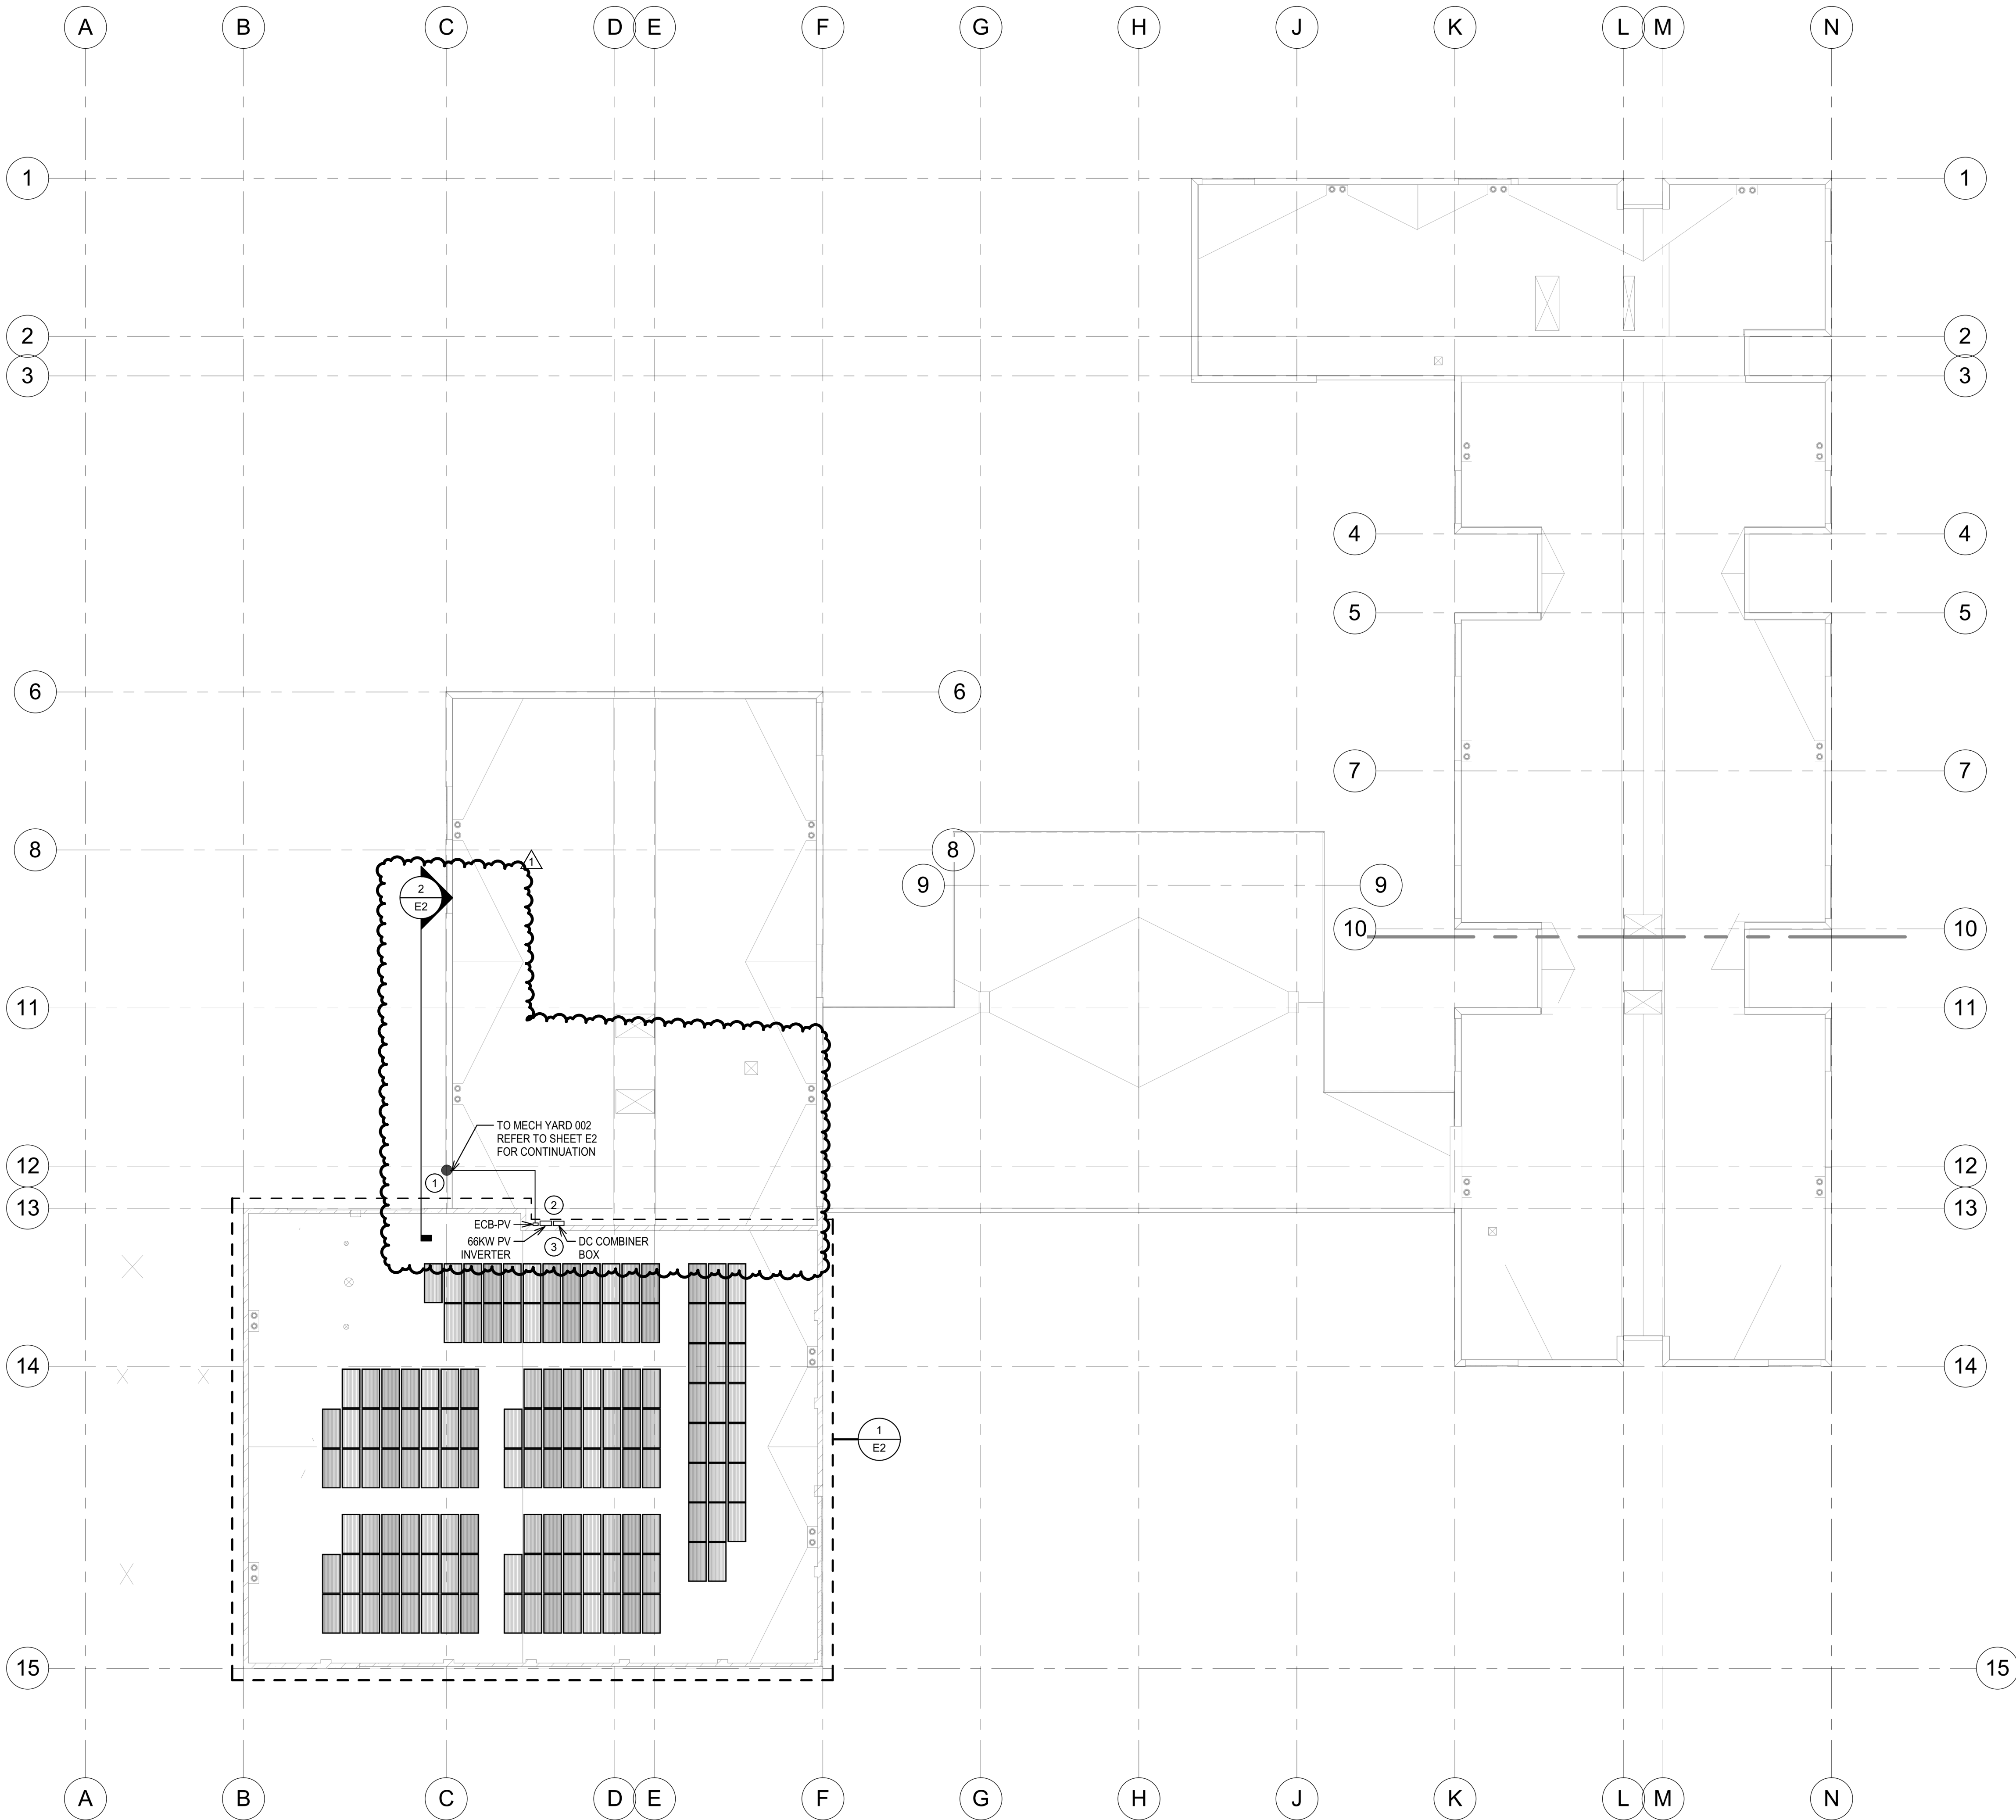 A
B
C
D
E
F
G
H
J
K
L
M
N
1
1
2
2
3
3
4
4
5
5
6
6
7
7
8
8
1
2
E2
9
9
10
10
11
11
TO MECH YARD 002
REFER TO SHEET E2
FOR CONTINUATION
12
12
1
13
13
2
ECB-PV
66KW PV
INVERTER
3
DC COMBINER
BOX
14
14
1
E2
15
15
A
B
C
D
E
F
G
H
J
K
L
M
N